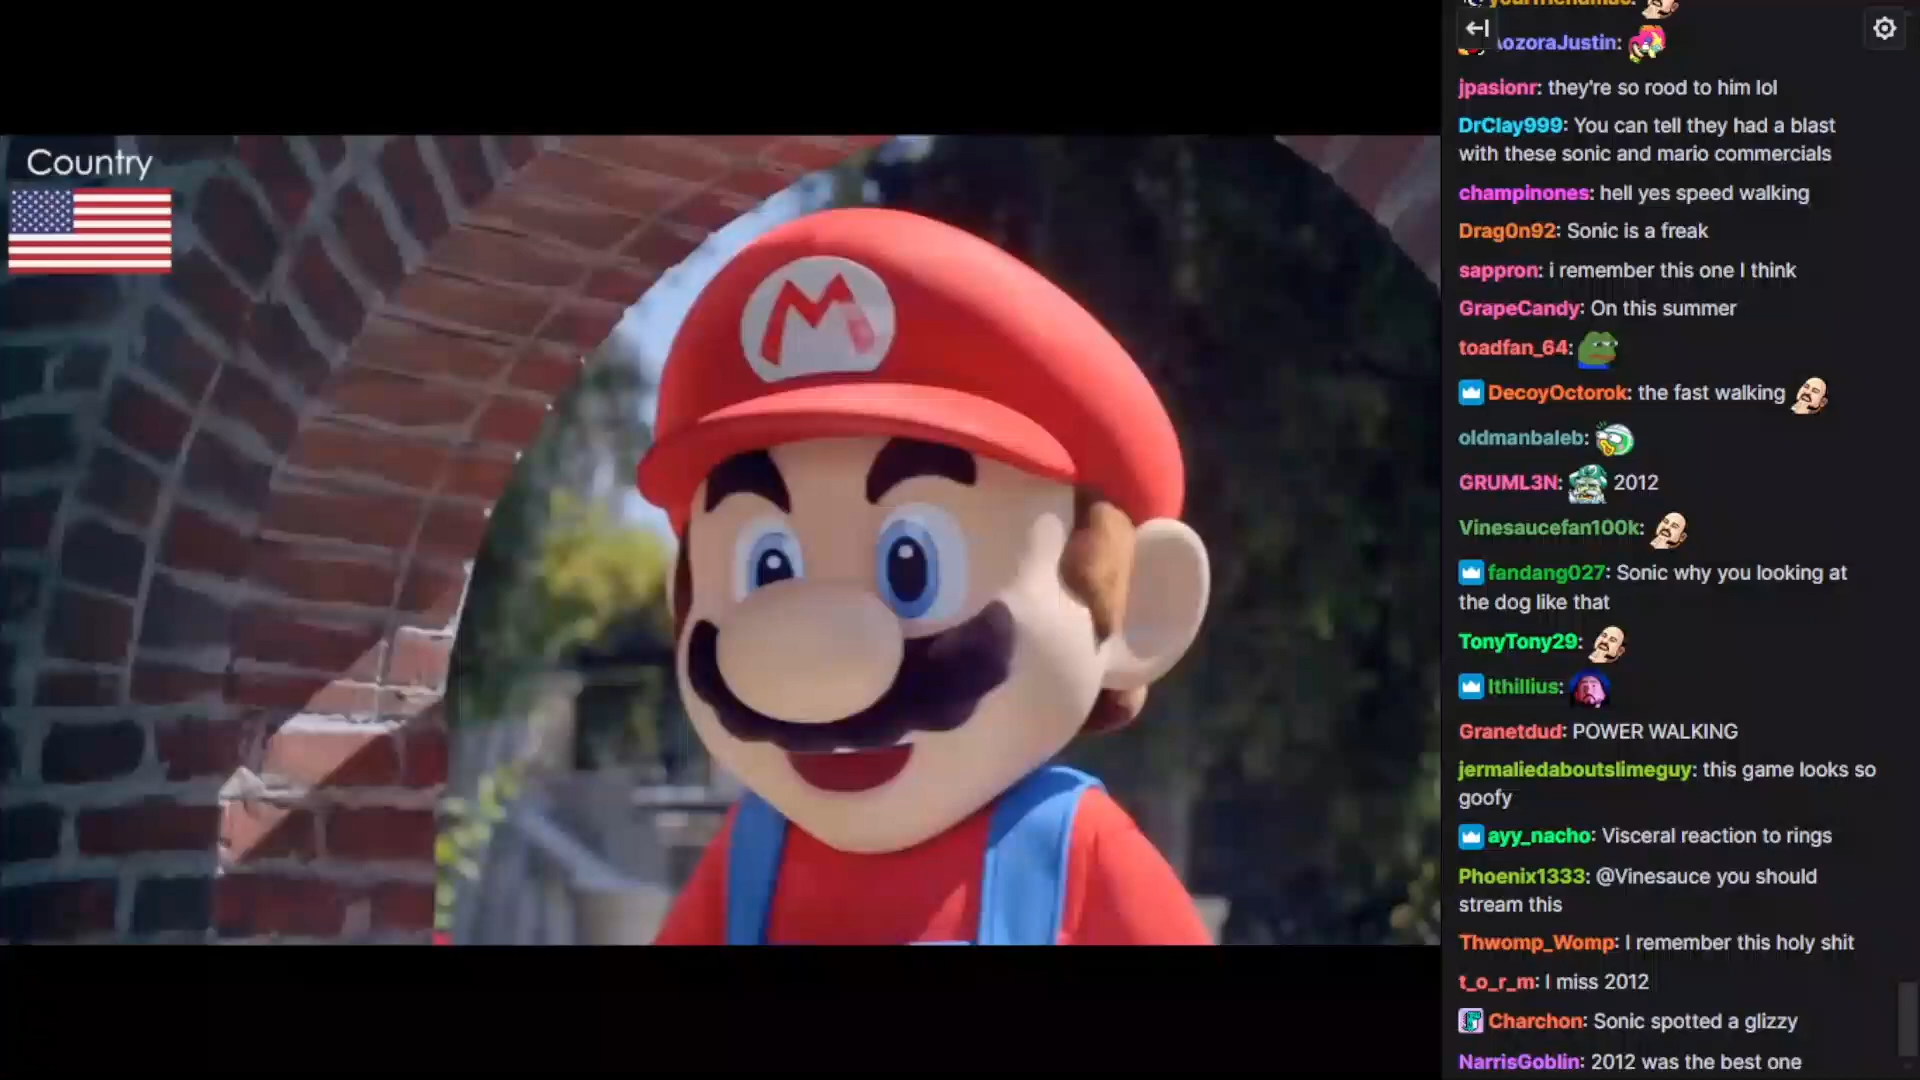 Country
M
AozoraJustin:
jpasionr: they're so rood to him lol
DrClay999: You can tell they had a blast
with these sonic and mario commercials
champinones: hell yes speed walking
Drag0n92: Sonic is a freak
sappron: i remember this one I think
GrapeCandy: On this summer
toadfan_64:
DecoyOctorok: the fast walking
oldmanbaleb:
GRUML3N: 2012
Vinesaucefan100k:
fandang027: Sonic why you looking at
the dog like that
TonyTony29:
Ithillius:
Granetdud: POWER WALKING
jermaliedaboutslimeguy: this game looks so
goofy
ayy_nacho: Visceral reaction to rings
Phoenix1333: @Vinesauce you should
stream this
Thwomp_Womp: I remember this holy shit
t_o_r_m: I miss 2012
Charchon: Sonic spotted a glizzy
NarrisGoblin: 2012 was the best one